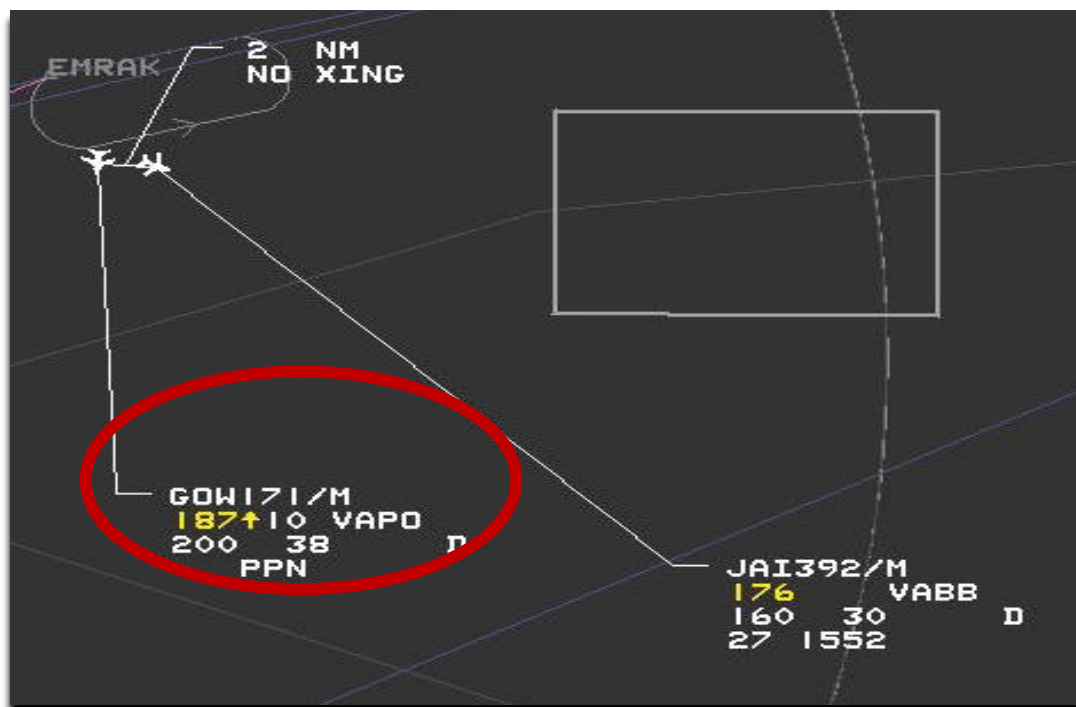 2 NM
EMRAK
NO XING
GOW171/M
187↑10 VAPO
200 38 D
PPN
JAI392/M
176 VABB
160 30 D
27 1552